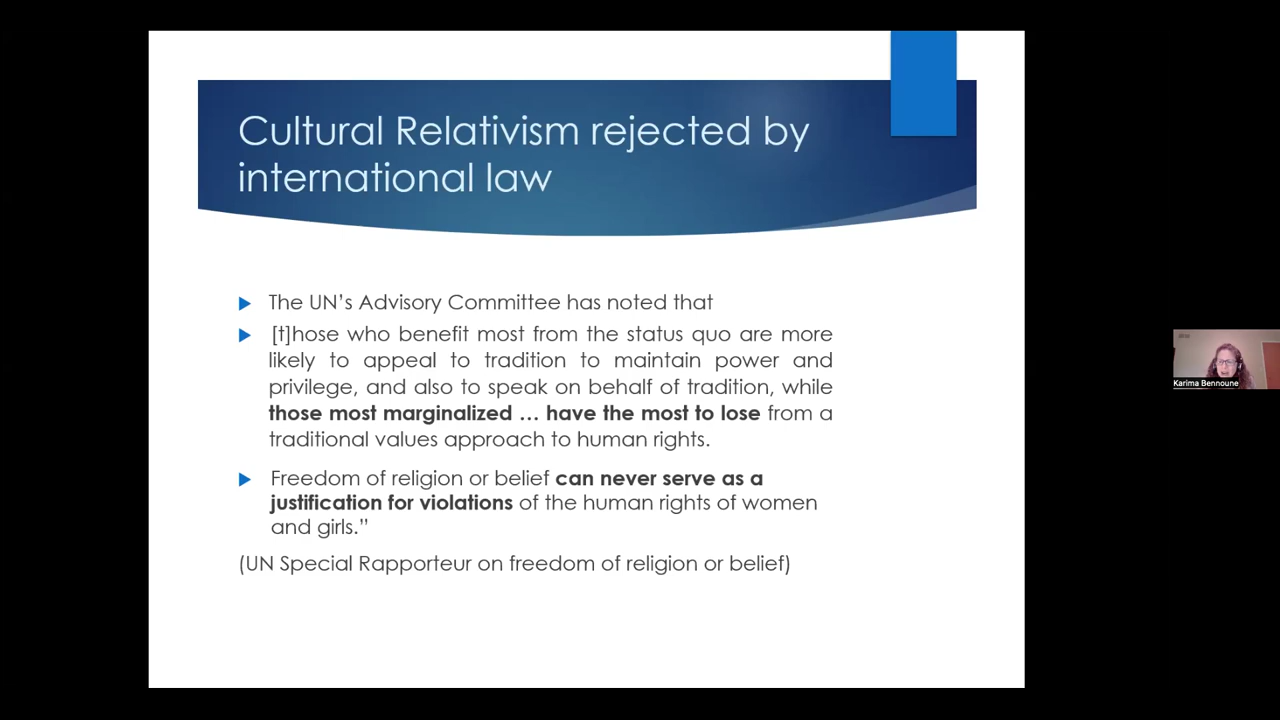 Cultural Relativism rejected by
international law
The UN’s Advisory Committee has noted that
[t]hose who benefit most from the status quo are more
likely to appeal to tradition to maintain power and
privilege, and also to speak on behalf of tradition, while
those most marginalized … have the most to lose from a
traditional values approach to human rights.
Freedom of religion or belief can never serve as a
justification for violations of the human rights of women
and girls.”
(UN Special Rapporteur on freedom of religion or belief)
Karima Bennoune